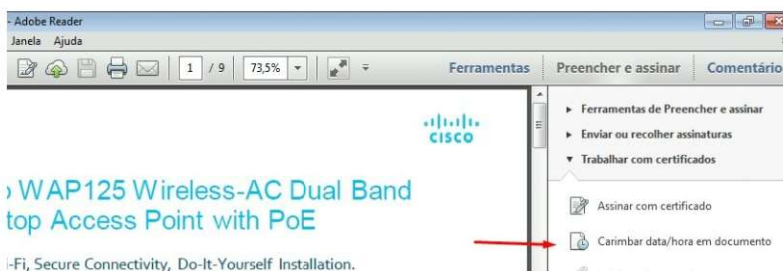 - Adobe Reader
Janela Ajuda
1 / 9 73,5% Ferramentas Preencher e assinar Comentário
Ferramentas de Preencher e assinar
Enviar ou recolher assinaturas
Trabalhar com certificados
Assinar com certificado
Carimbar data/hora em documento
CISCO
WAP125 Wireless-AC Dual Band
top Access Point with PoE
i-Fi, Secure Connectivity, Do-It-Yourself Installation.